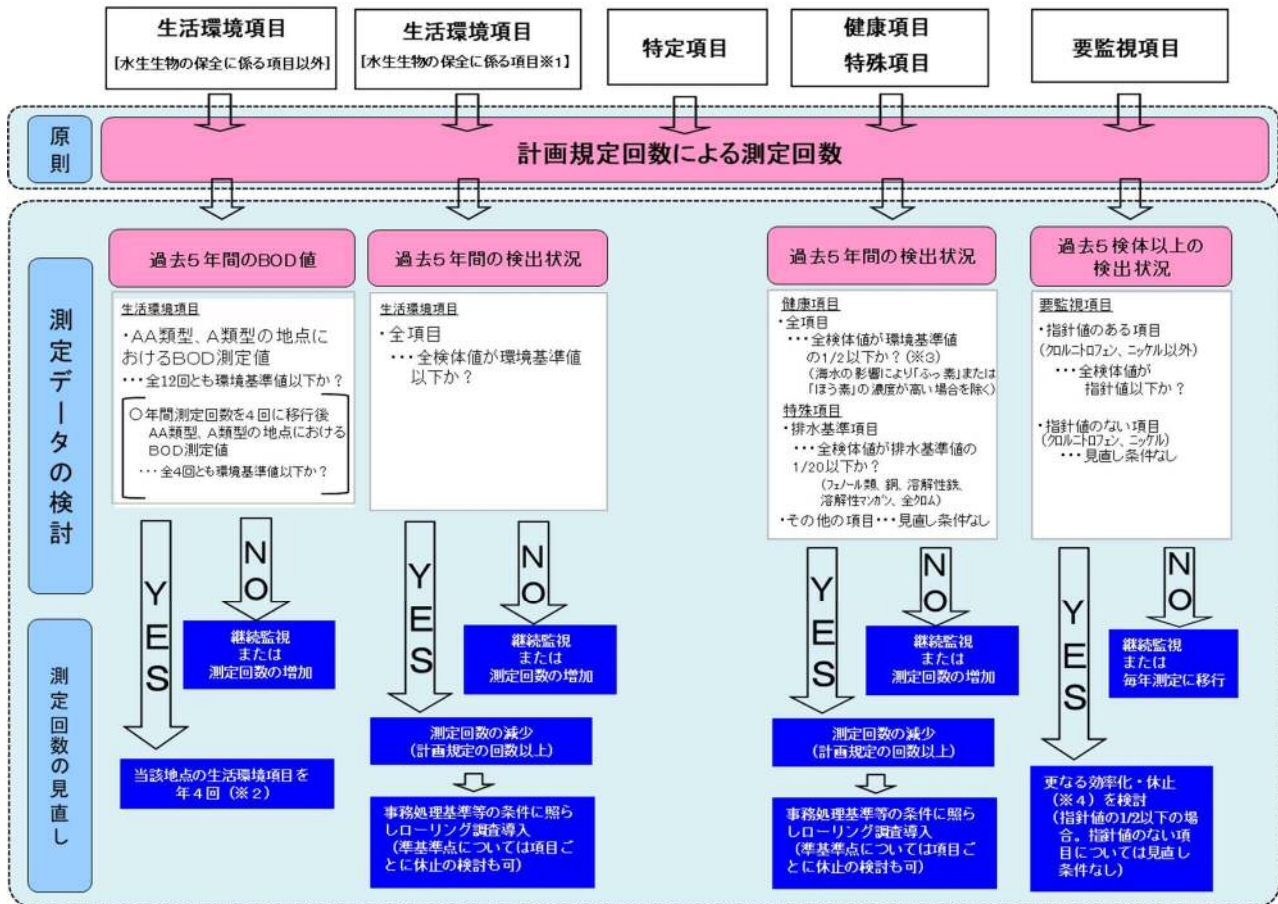 生活環境項目
[水生生物の保全に係る項目以外]
生活環境項目
[水生生物の保全に係る項目※1]
特定項目
健康項目
特殊項目
要監視項目
原則
計画規定回数による測定回数
測定データの検討
過去5年間のBOD値
生活環境項目
・AA類型、A類型の地点に
おけるBOD測定値
・・・全12回とも環境基準値以下か？
○年間測定回数を4回に移行後
AA類型、A類型の地点における
BOD測定値
・・・全4回とも環境基準値以下か？
過去5年間の検出状況
生活環境項目
・全項目
・・・全検体値が環境基準値
以下か？
過去5年間の検出状況
健康項目
・全項目
・・・全検体値が環境基準値
の1/2以下か？(※3)
(海水の影響により「ふっ素」または
「ほう素」の濃度が高い場合を除く)
特殊項目
・排水基準項目
・・・全検体値が排水基準値の
1/20以下か？
(フェノール類、銅、溶解性鉄、
溶解性マンガン、全クロム)
・その他の項目・・・見直し条件なし
過去5検体以上の
検出状況
要監視項目
・指針値のある項目
(クロルニトロフェン、ニッケル以外)
・・・全検体値が
指針値以下か？
・指針値のない項目
(クロルニトロフェン、ニッケル)
・・・見直し条件なし
YES
NO
YES
NO
YES
NO
YES
NO
測定回数の見直し
継続監視
または
測定回数の増加
当該地点の生活環境項目を
年4回（※2）
継続監視
または
測定回数の増加
測定回数の減少
(計画規定の回数以上)
事務処理基準等の条件に照ら
しローリング調査導入
（準基準点については項目ご
とに休止の検討も可）
継続監視
または
測定回数の増加
測定回数の減少
(計画規定の回数以上)
事務処理基準等の条件に照ら
しローリング調査導入
（準基準点については項目ご
とに休止の検討も可）
継続監視
または
毎年測定に移行
更なる効率化・休止
（※4）を検討
（指針値の1/2以下の場
合。指針値のない項
目については見直し
条件なし）